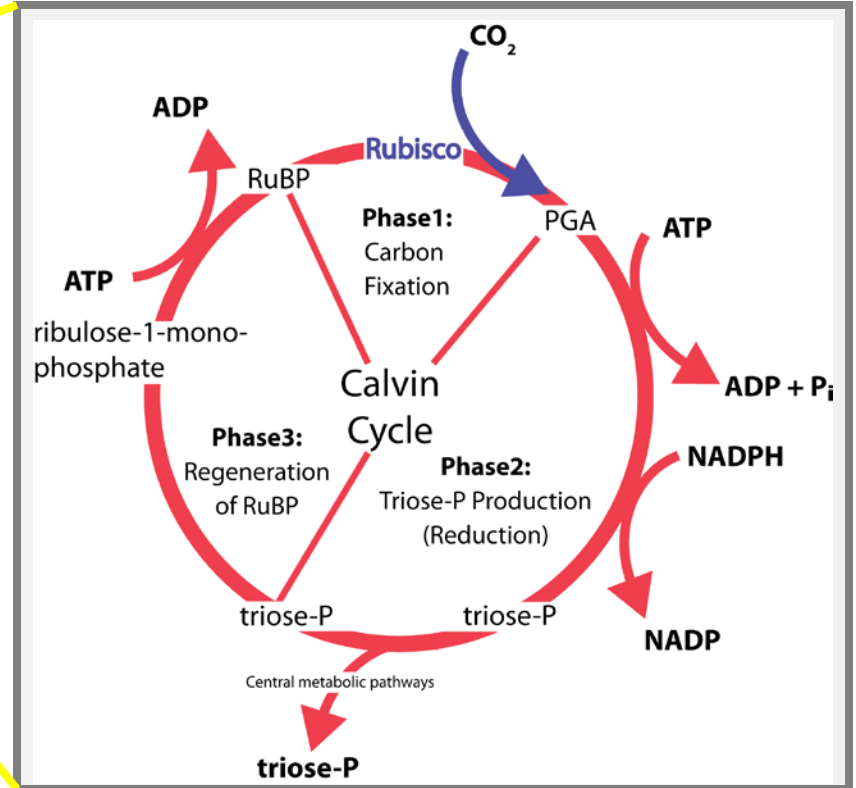 CO₂
ADP
Rubisco
RuBP
PGA
Phase1:
Carbon
Fixation
ATP
ATP
ribulose-1-mono-
phosphate
Calvin
Cycle
ADP + Pi
Phase3:
Regeneration
of RuBP
Phase2:
Triose-P Production
(Reduction)
NADPH
triose-P
triose-P
NADP
Central metabolic pathways
triose-P